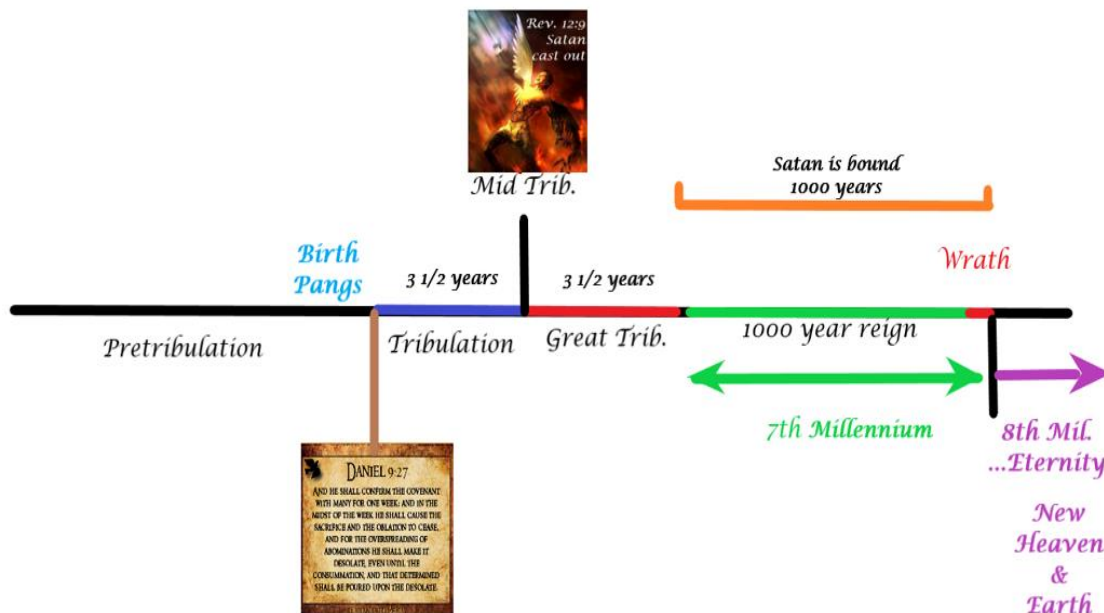 Rev. 12:9
Satan
cast out
Mid Trib.
Satan is bound
1000 years
Birth
Pangs
3 1/2 years
3 1/2 years
Wrath
Pretribulation
Tribulation
Great Trib.
1000 year reign
7th Millennium
8th Mil.
...Eternity
New
Heaven
&
Earth
DANIEL 9:27
AND HE SHALL CONFIRM THE COVENANT
WITH MANY FOR ONE WEEK: AND IN THE
MIDST OF THE WEEK HE SHALL CAUSE THE
SACRIFICE AND THE OBLATION TO CEASE,
AND FOR THE OVERSPREADING OF
ABOMINATIONS HE SHALL MAKE IT
DESOLATE, EVEN UNTIL THE
CONSUMMATION, AND THAT DETERMINED
SHALL BE POURED UPON THE DESOLATE.